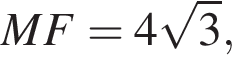 MF = 4√3,